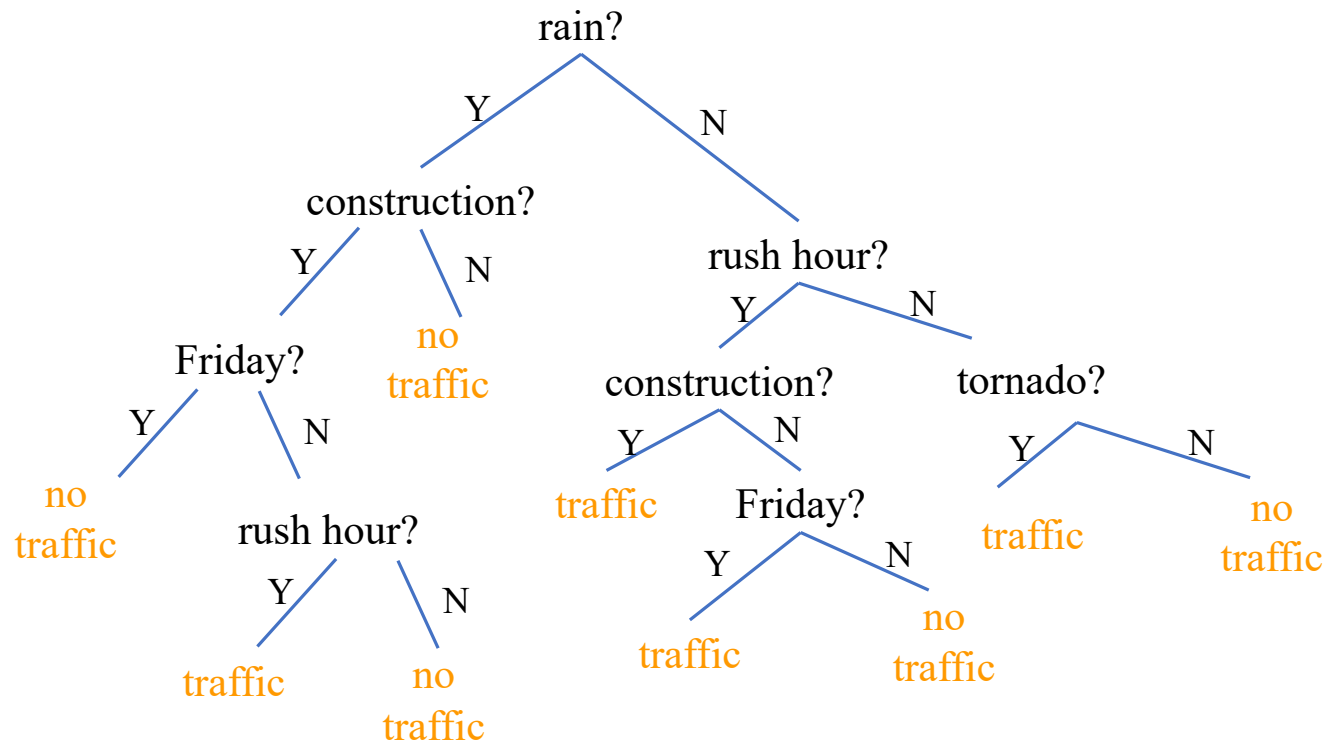 rain?
Y
N
construction?
Y
N
rush hour?
Y
N
no
traffic
Friday?
Y
N
construction?
Y
N
tornado?
Y
N
no
traffic
rush hour?
Y
N
traffic
Friday?
Y
N
traffic
no
traffic
traffic
no
traffic
traffic
no
traffic